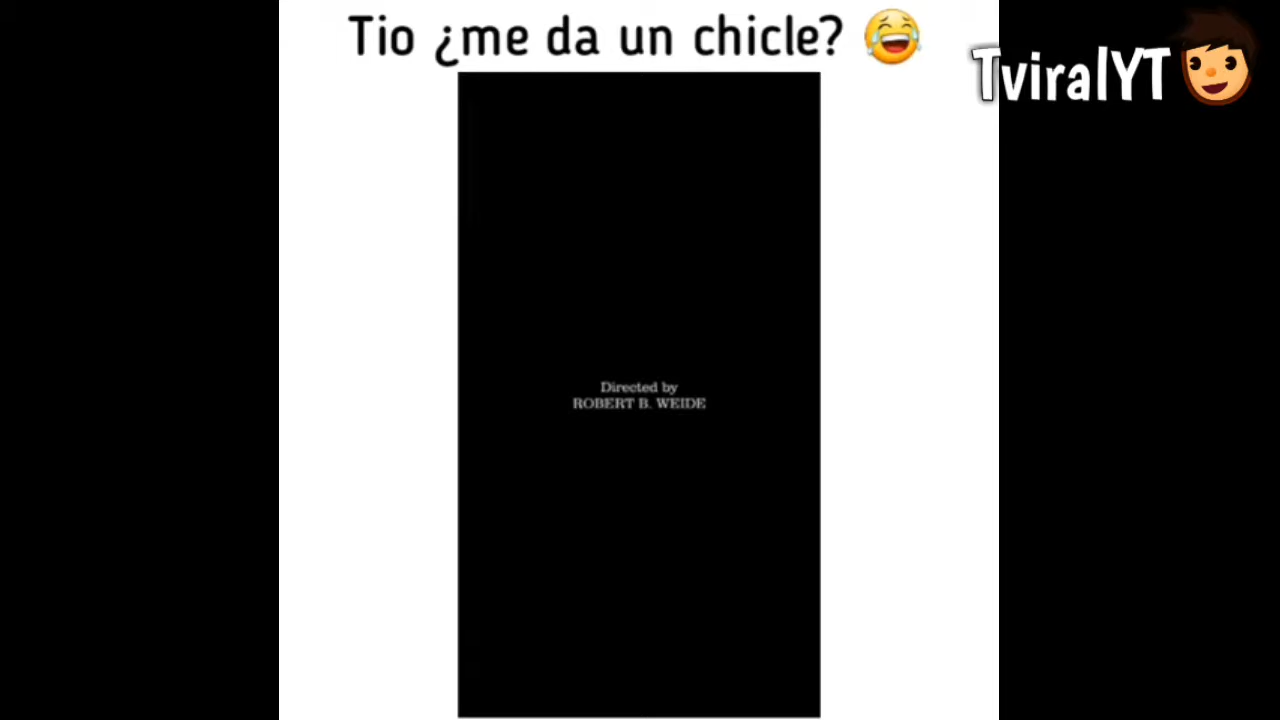 Tio ¿me da un chicle? 😂
TviralYT
Directed by
ROBERT B. WEIDE